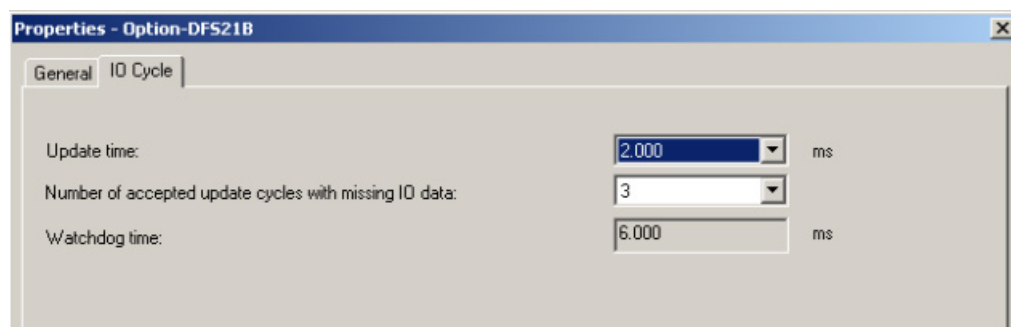 Properties - Option-DFS21B
General IO Cycle
Update time: 2.000 ms
Number of accepted update cycles with missing IO data: 3
Watchdog time: 6.000 ms